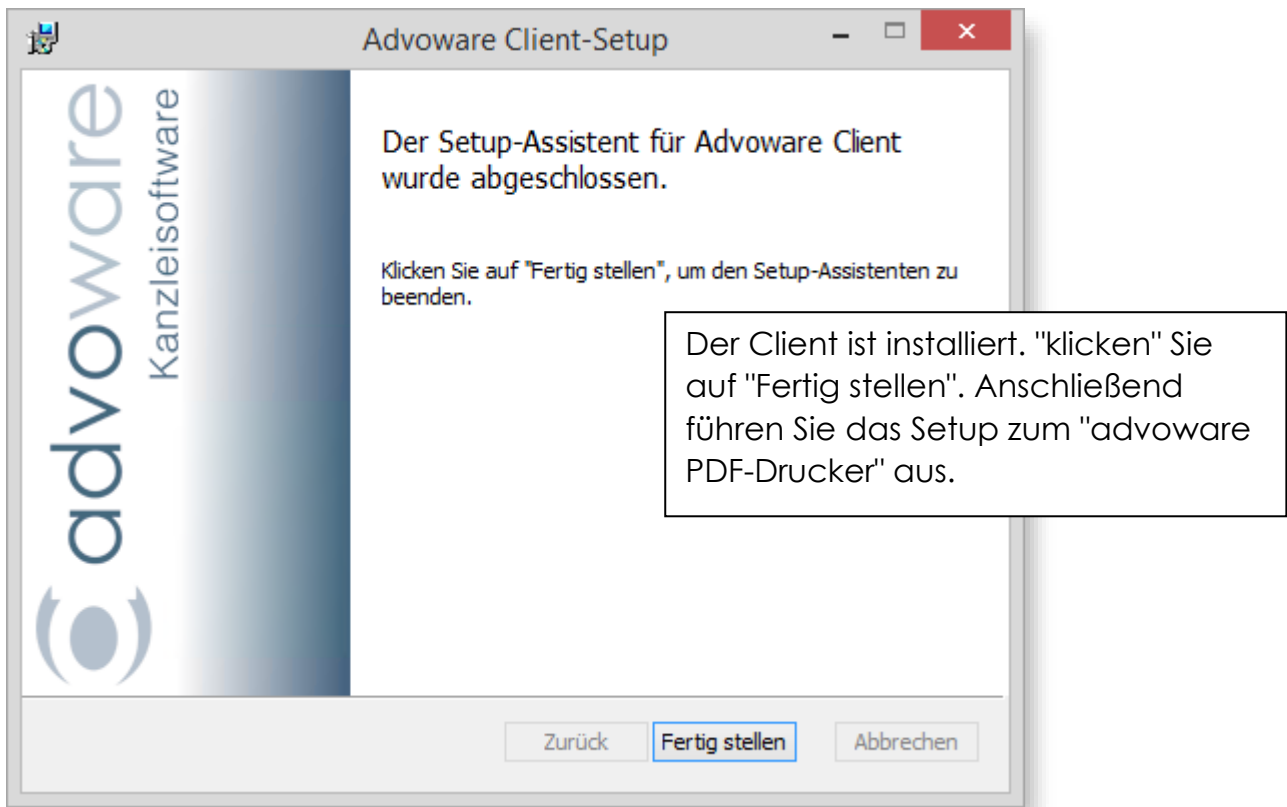 Advoware Client-Setup
advoware
Kanzleisoftware
Der Setup-Assistent für Advoware Client
wurde abgeschlossen.
Klicken Sie auf "Fertig stellen", um den Setup-Assistenten zu
beenden.
Der Client ist installiert. "klicken" Sie
auf "Fertig stellen". Anschließend
führen Sie das Setup zum "advoware
PDF-Drucker" aus.
Zurück Fertig stellen Abbrechen